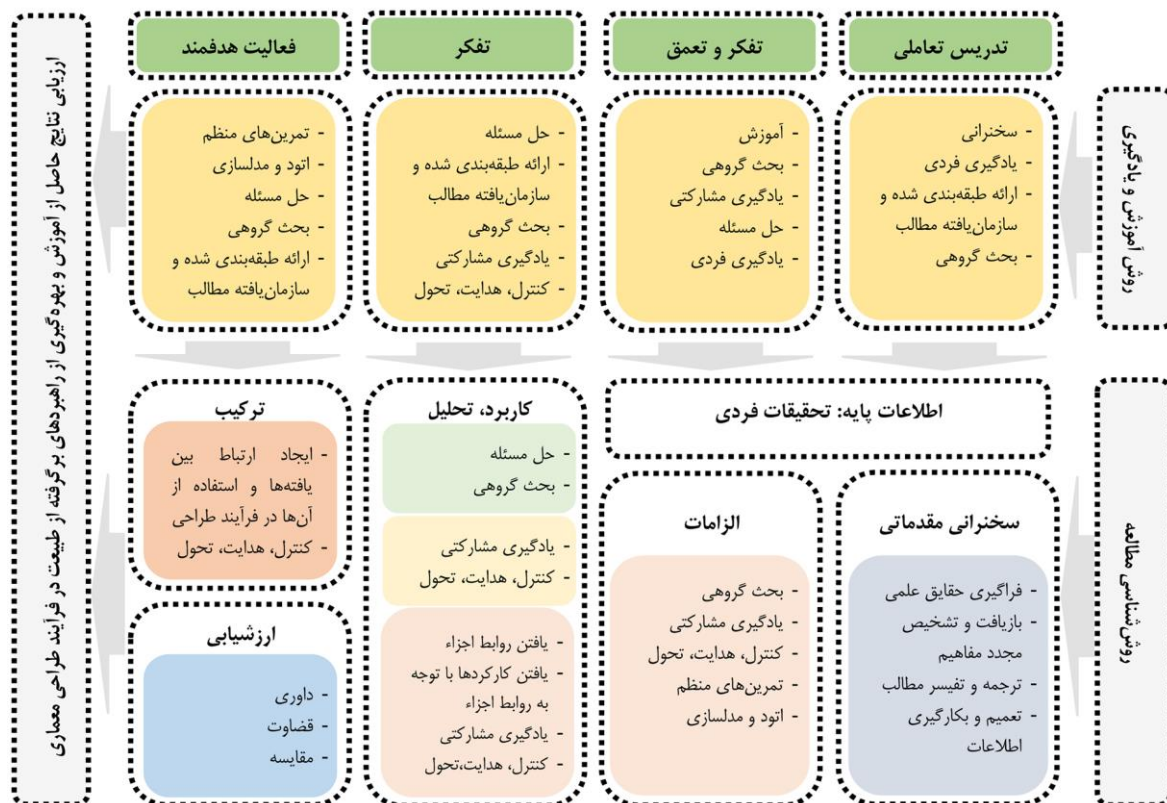 تدریس تعاملی
تفکر و تعمق
تفکر
فعالیت هدفمند
روش آموزش و یادگیری
- سخنرانی
- یادگیری فردی
- ارائه طبقه‌بندی شده و
سازمان‌یافته مطالب
- بحث گروهی
- آموزش
- بحث گروهی
- یادگیری مشارکتی
- حل مسئله
- یادگیری فردی
- حل مسئله
- ارائه طبقه‌بندی شده و
سازمان‌یافته مطالب
- بحث گروهی
- یادگیری مشارکتی
- کنترل، هدایت، تحول
- تمرین‌های منظم
- اتود و مدلسازی
- حل مسئله
- بحث گروهی
- ارائه طبقه‌بندی شده و
سازمان‌یافته مطالب
روش‌شناسی مطالعه
اطلاعات پایه: تحقیقات فردی
سخنرانی مقدماتی
- فراگیری حقایق علمی
- بازیافت و تشخیص
مجدد مفاهیم
- ترجمه و تفیسر مطالب
- تعمیم و بکارگیری
اطلاعات
الزامات
- بحث گروهی
- یادگیری مشارکتی
- کنترل، هدایت، تحول
- تمرین‌های منظم
- اتود و مدلسازی
کاربرد، تحلیل
- حل مسئله
- بحث گروهی
- یادگیری مشارکتی
- کنترل، هدایت، تحول
- یافتن روابط اجزاء
- یافتن کارکردها با توجه
به روابط اجزاء
- یادگیری مشارکتی
- کنترل، هدایت،تحول
ترکیب
- ایجاد ارتباط بین
یافته‌ها و استفاده از
آن‌ها در فرآیند طراحی
- کنترل، هدایت، تحول
ارزشیابی
- داوری
- قضاوت
- مقایسه
ارزیابی نتایج حاصل از آموزش و بهره‌گیری از راهبردهای برگرفته از طبیعت در فرآیند طراحی معماری